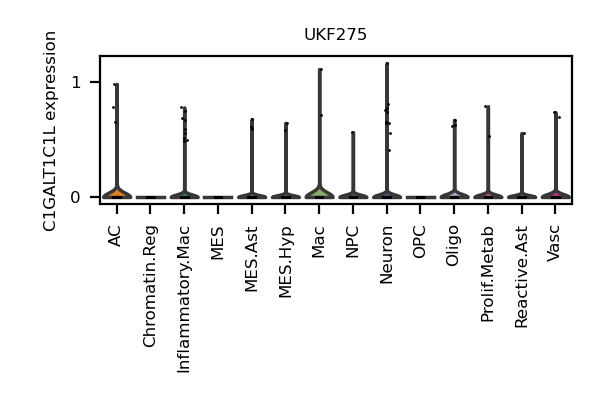 UKF275
C1GALT1C1L expression
1
0
AC
Chromatin.Reg
Inflammatory.Mac
MES
MES.Ast
MES.Hyp
Mac
NPC
Neuron
OPC
Oligo
Prolif.Metab
Reactive.Ast
Vasc